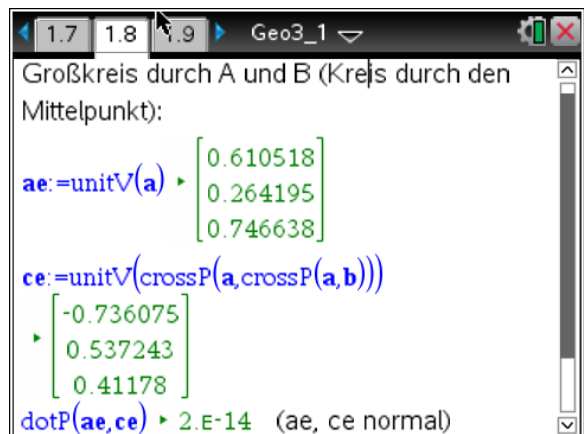 1.7 1.8 1.9 Geo3_1
Großkreis durch A und B (Kreis durch den
Mittelpunkt):
ae:=unitV(a) ▸ [0.610518
0.264195
0.746638]
ce:=unitV(crossP(a,crossP(a,b)))
▸ [-0.736075
0.537243
0.41178]
dotP(ae,ce) ▸ 2.ᴇ-14 (ae, ce normal)